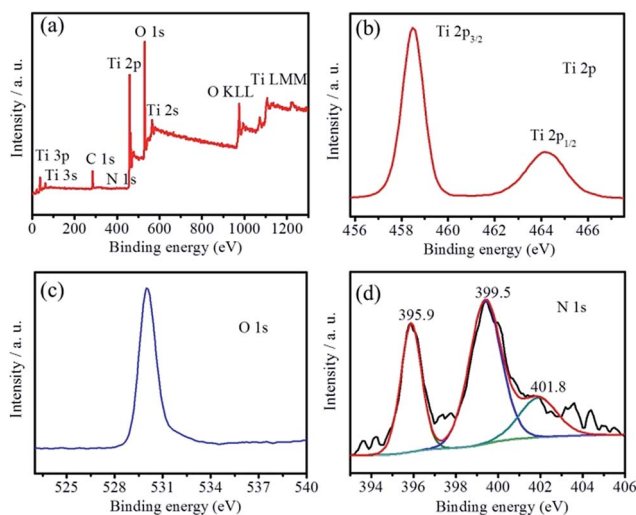 (a)
O 1s
Ti 2p
Ti 2s
O KLL
Ti LMM
Ti 3p
Ti 3s
C 1s
N 1s
Intensity / a. u.
0 200 400 600 800 1000 1200
Binding energy (eV)
(b)
Ti 2p3/2
Ti 2p
Ti 2p1/2
Intensity / a. u.
456 458 460 462 464 466
Binding energy (eV)
(c)
O 1s
Intensity / a. u.
525 528 531 534 537 540
Binding energy (eV)
(d)
399.5
N 1s
395.9
401.8
Intensity / a. u.
394 396 398 400 402 404 406
Binding energy (eV)